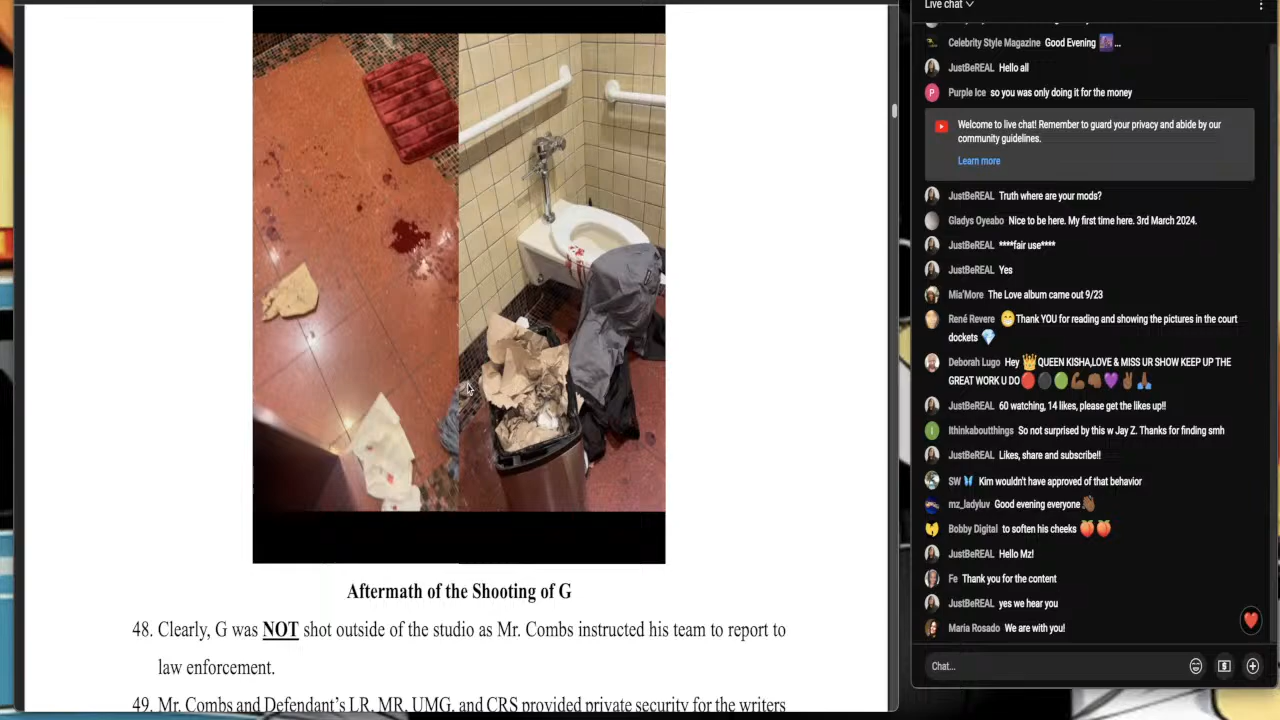 Aftermath of the Shooting of G
48. Clearly, G was NOT shot outside of the studio as Mr. Combs instructed his team to report to
law enforcement.
49. Mr. Combs and Defendant's LR, MR, UMG, and CRS provided private security for the writers
Live chat
Celebrity Style Magazine Good Evening ...
JustBeREAL Hello all
P Purple Ice so you was only doing it for the money
Welcome to live chat! Remember to guard your privacy and abide by our
community guidelines.
Learn more
JustBeREAL Truth where are your mods?
Gladys Oyeabo Nice to be here. My first time here. 3rd March 2024.
JustBeREAL ****fair use****
JustBeREAL Yes
Mia'More The Love album came out 9/23
René Revere 😁Thank YOU for reading and showing the pictures in the court
dockets 💎
Deborah Lugo Hey 👑QUEEN KISHA,LOVE & MISS UR SHOW KEEP UP THE
GREAT WORK U DO🔴⚫🟢💪🏾👊🏾💜✌🏾🙏🏾
JustBeREAL 60 watching, 14 likes, please get the likes up!!
I Ithinkaboutthings So not surprised by this w Jay Z. Thanks for finding smh
JustBeREAL Likes, share and subscribe!!
SW 🦋 Kim wouldn't have approved of that behavior
mz_ladyluv Good evening everyone👋🏾
Bobby Digital to soften his cheeks 🍑🍑
JustBeREAL Hello Mz!
Fe Thank you for the content
JustBeREAL yes we hear you
Maria Rosado We are with you!
Chat...